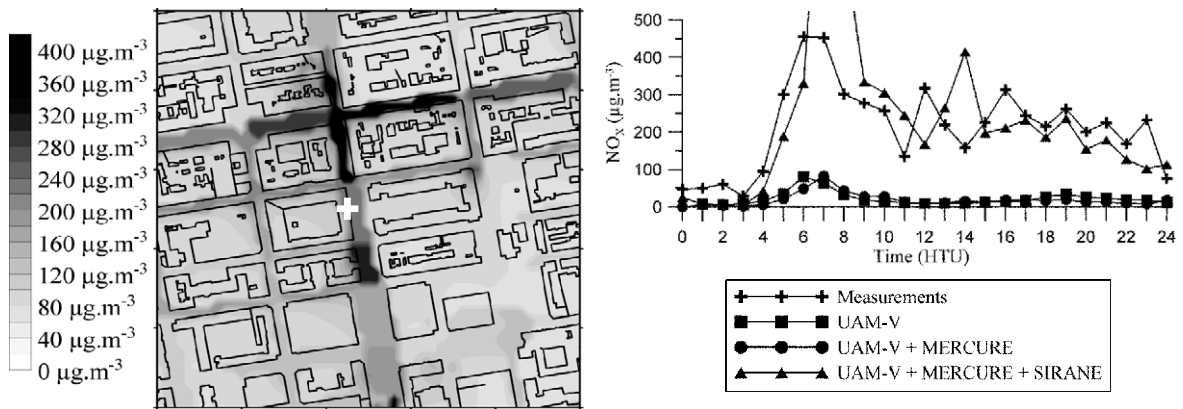 400 μg.m-3
360 μg.m-3
320 μg.m-3
280 μg.m-3
240 μg.m-3
200 μg.m-3
160 μg.m-3
120 μg.m-3
80 μg.m-3
40 μg.m-3
0 μg.m-3
NOX (μg.m-3)
500
400
300
200
100
0
0 2 4 6 8 10 12 14 16 18 20 22 24
Time (HTU)
Measurements
UAM-V
UAM-V + MERCURE
UAM-V + MERCURE + SIRANE